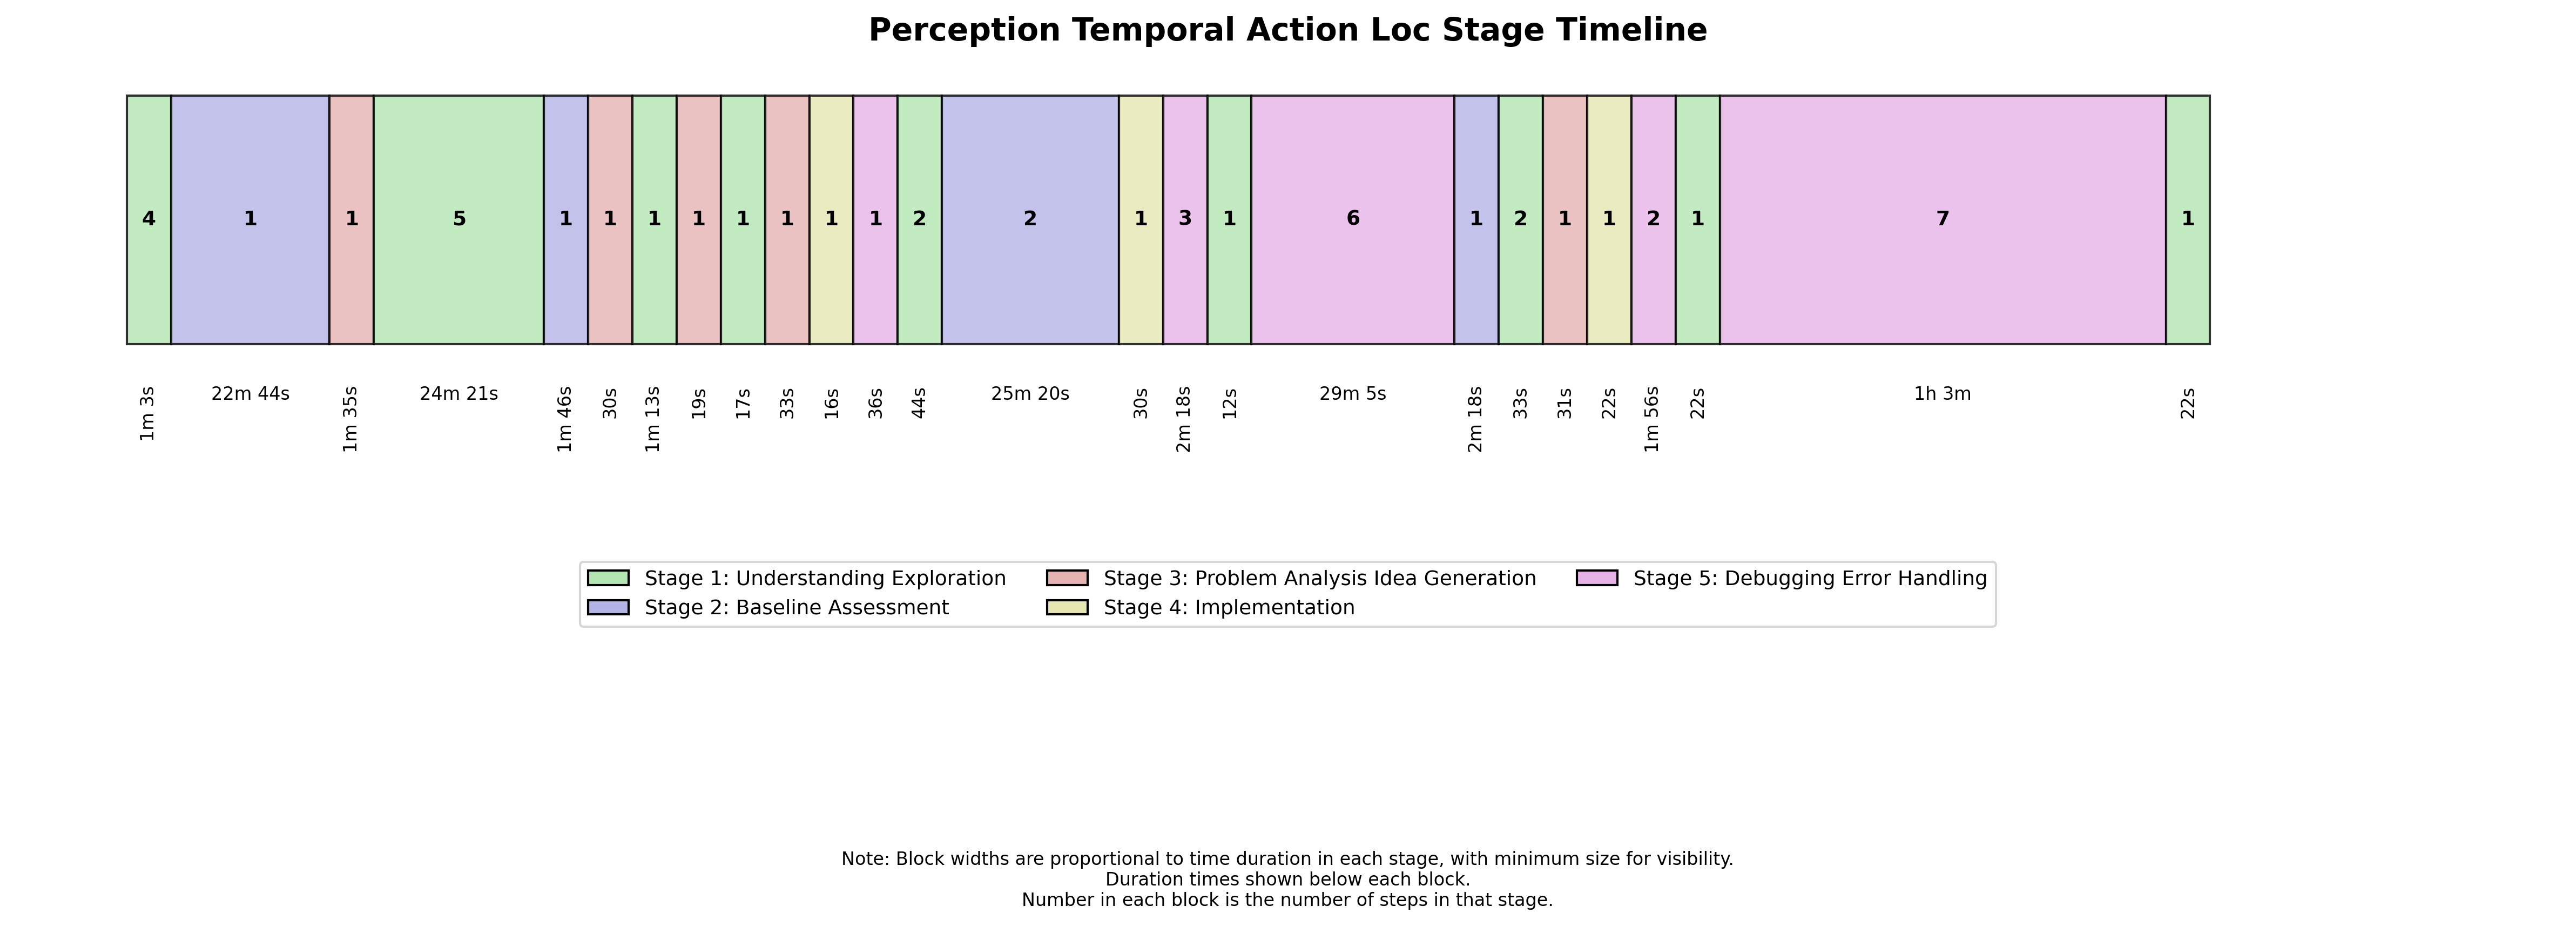 Perception Temporal Action Loc Stage Timeline
4 1 1 5 1 1 1 1 1 1 1 1 2 2 1 3 1 6 1 2 1 1 2 1 7 1
1m 3s 22m 44s 1m 35s 24m 21s 1m 46s 30s 1m 13s 19s 17s 33s 16s 36s 44s 25m 20s 30s 2m 18s 12s 29m 5s 2m 18s 33s 31s 22s 1m 56s 22s 1h 3m 22s
Stage 1: Understanding Exploration Stage 3: Problem Analysis Idea Generation Stage 5: Debugging Error Handling
Stage 2: Baseline Assessment Stage 4: Implementation
Note: Block widths are proportional to time duration in each stage, with minimum size for visibility.
Duration times shown below each block.
Number in each block is the number of steps in that stage.